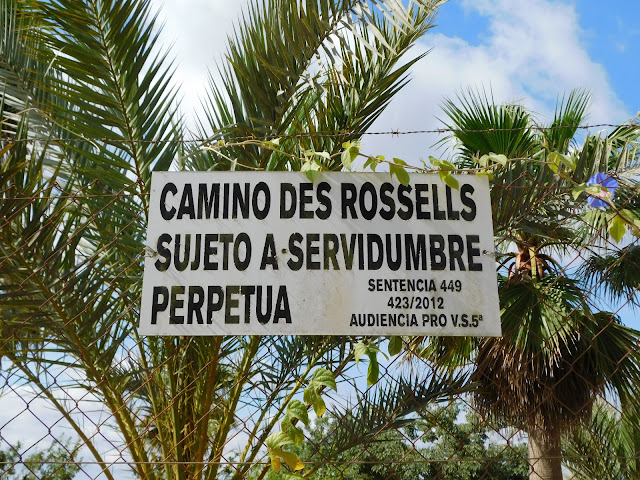 CAMINO DES ROSSELLS
SUJETO A SERVIDUMBRE
PERPETUA
SENTENCIA 449
423/2012
AUDIENCIA PRO V.S.5ª